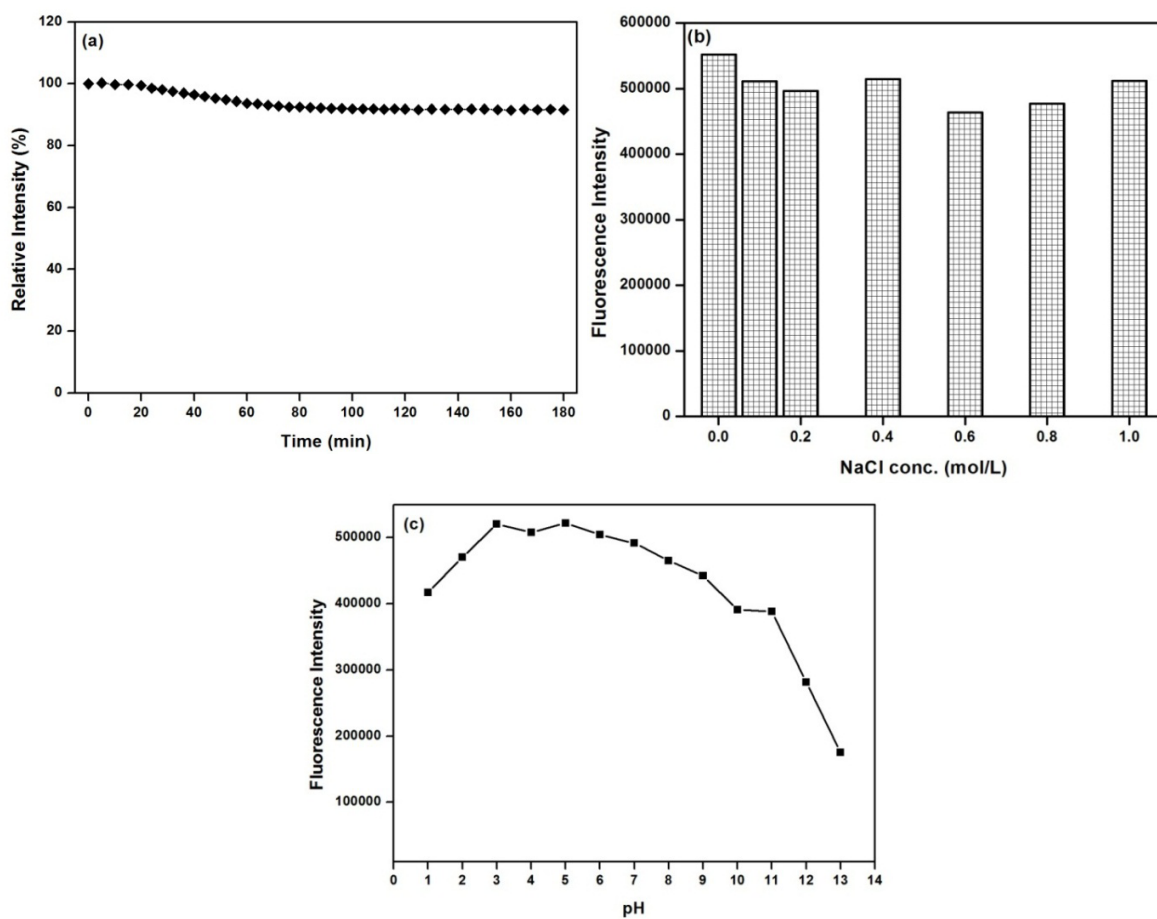 (a)
Relative Intensity (%)
120
100
80
60
40
20
0
0 20 40 60 80 100 120 140 160 180
Time (min)
(b)
Fluorescence Intensity
600000
500000
400000
300000
200000
100000
0
0.0 0.2 0.4 0.6 0.8 1.0
NaCl conc. (mol/L)
(c)
Fluorescence Intensity
500000
400000
300000
200000
100000
0 1 2 3 4 5 6 7 8 9 10 11 12 13 14
pH